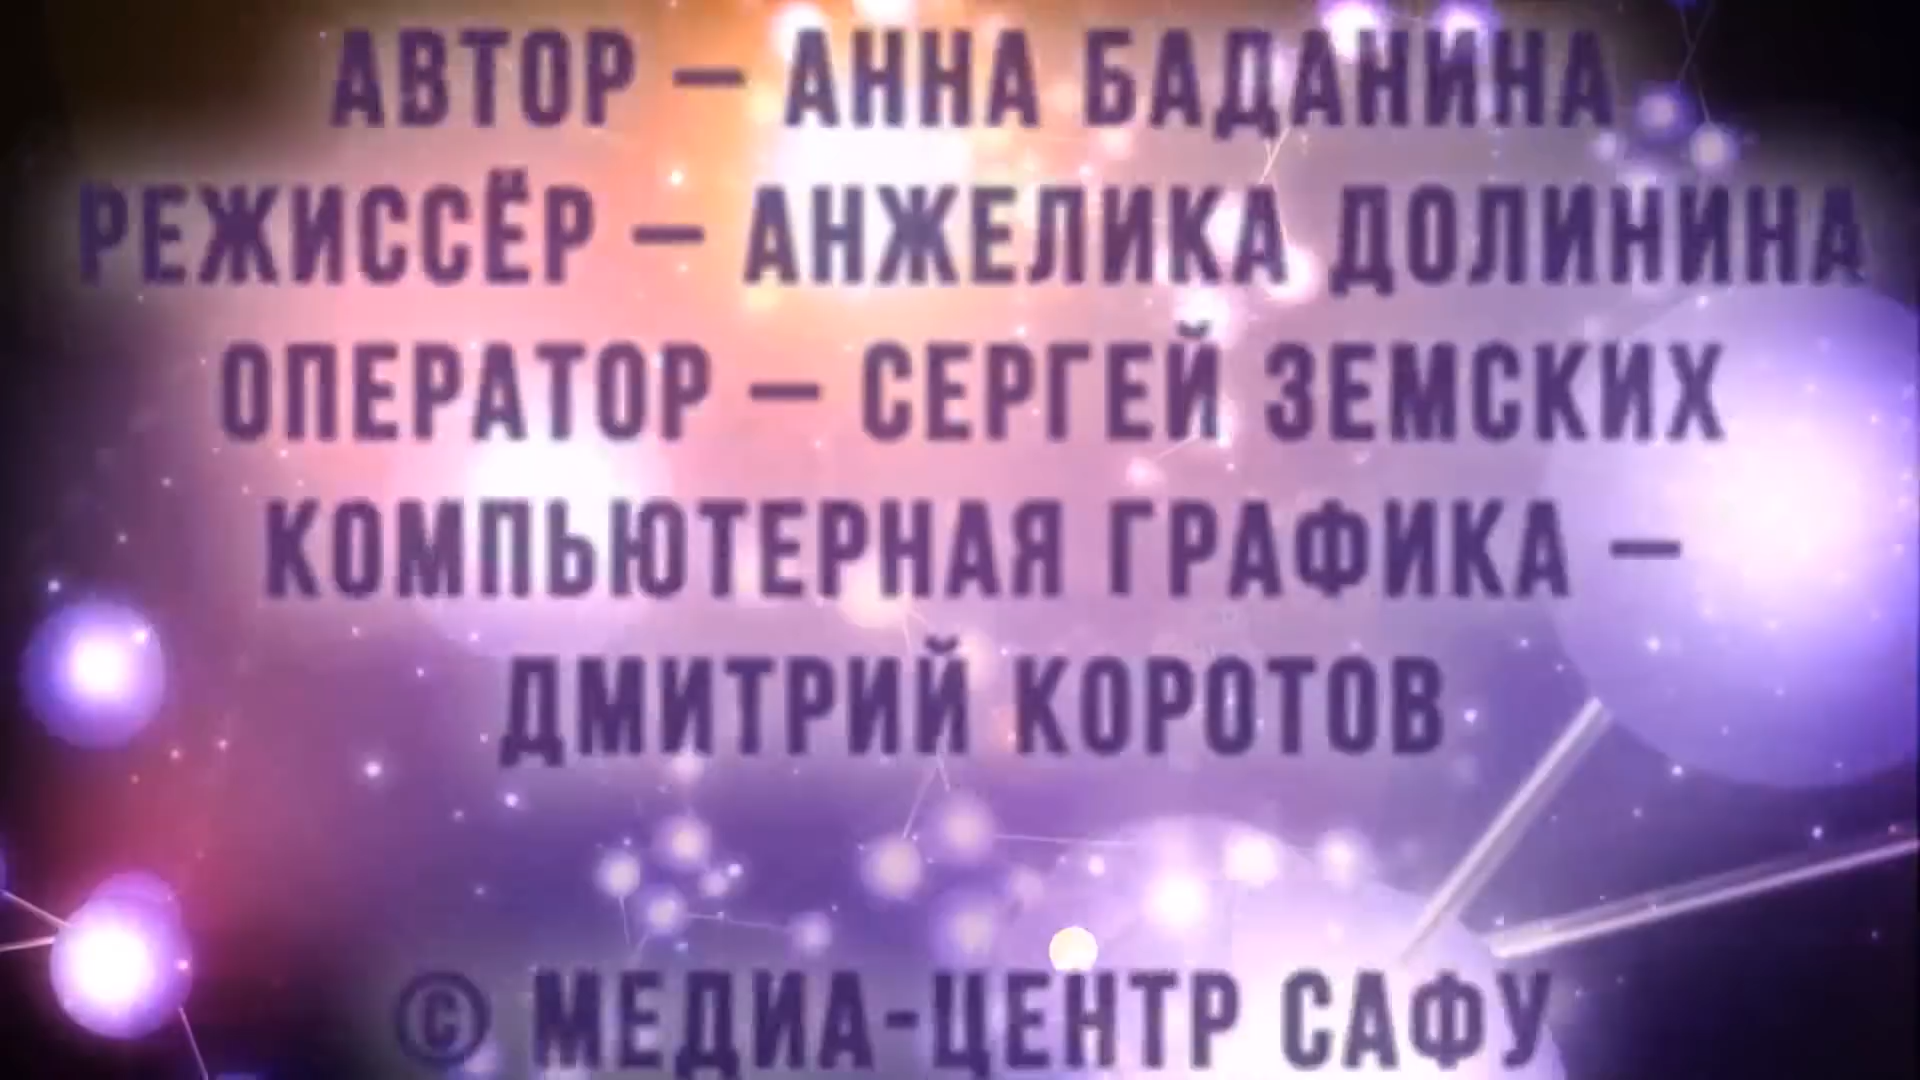 АВТОР – АННА БАДАНИНА
РЕЖИССЁР – АНЖЕЛИКА ДОЛИНИНА
ОПЕРАТОР – СЕРГЕЙ ЗЕМСКИХ
КОМПЬЮТЕРНАЯ ГРАФИКА –
ДМИТРИЙ КОРОТОВ
© МЕДИА-ЦЕНТР САФУ